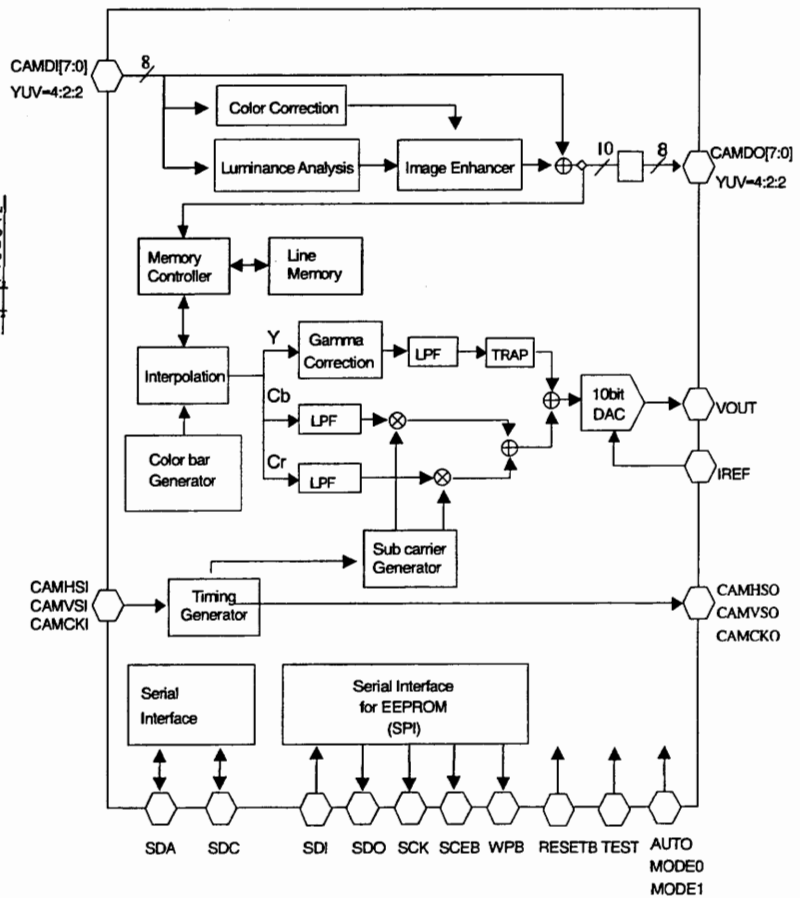 CAMDI[7:0]
YUV=4:2:2
8
Color Correction
Luminance Analysis
Image Enhancer
10
8
CAMDO[7:0]
YUV=4:2:2
Memory
Controller
Line
Memory
Interpolation
Color bar
Generator
Y
Gamma
Correction
LPF
TRAP
Cb
LPF
Cr
LPF
10bit
DAC
VOUT
IREF
Sub carrier
Generator
CAMHSI
CAMVSI
CAMCKI
Timing
Generator
CAMHSO
CAMVSO
CAMCKO
Serial
Interface
Serial Interface
for EEPROM
(SPI)
SDA
SDC
SDI
SDO
SCK
SCEB
WPB
RESETB
TEST
AUTO
MODE0
MODE1